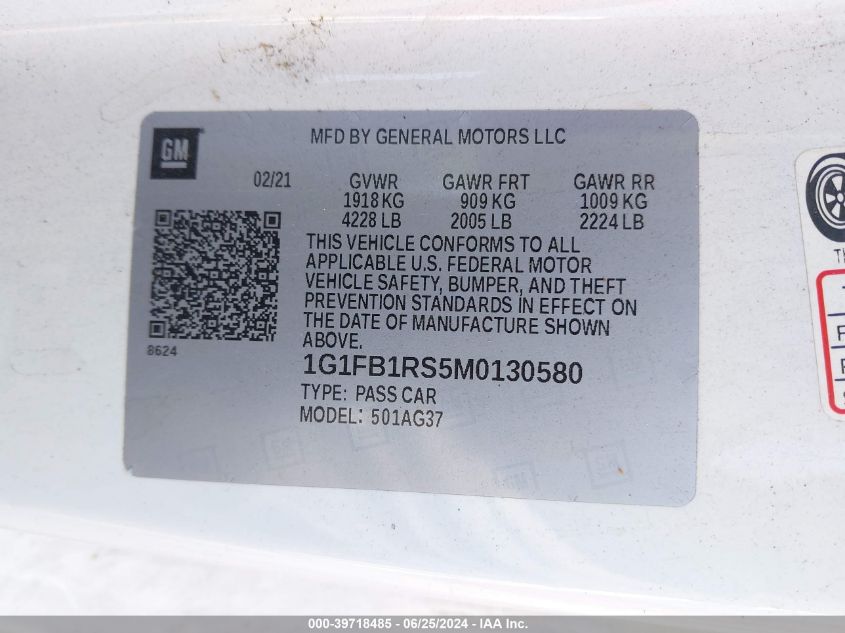 GM
MFD BY GENERAL MOTORS LLC
02/21 GVWR GAWR FRT GAWR RR
1918 KG 909 KG 1009 KG
4228 LB 2005 LB 2224 LB
THIS VEHICLE CONFORMS TO ALL
APPLICABLE U.S. FEDERAL MOTOR
VEHICLE SAFETY, BUMPER, AND THEFT
PREVENTION STANDARDS IN EFFECT ON
THE DATE OF MANUFACTURE SHOWN
ABOVE.
8624
1G1FB1RS5M0130580
TYPE: PASS CAR
MODEL: 501AG37
000-39718485 - 06/25/2024 - IAA Inc.